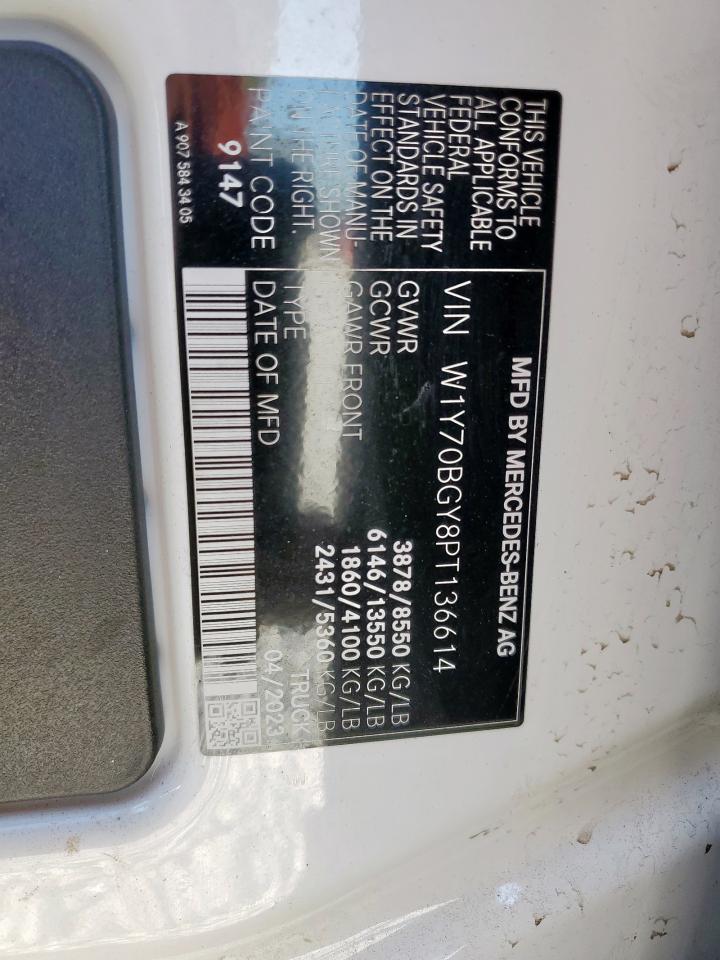 MFD BY MERCEDES-BENZ AG
THIS VEHICLE
CONFORMS TO
ALL APPLICABLE
FEDERAL
VEHICLE SAFETY
STANDARDS IN
EFFECT ON THE
DATE OF MANU-
FACTURE SHOWN
ON THE RIGHT.
PAINT CODE
9147
A 907 584 34 05
VIN W1Y70BGY8PT136614
GVWR 3878/8550 KG/LB
GCWR 6146/13550 KG/LB
GAWR FRONT 1860/4100 KG/LB
2431/5360 KG/LB
TYPE TRUCK
DATE OF MFD 04/2023